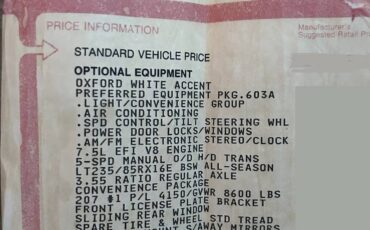 PRICE INFORMATION
Manufacturer's
Suggested Retail
STANDARD VEHICLE PRICE
OPTIONAL EQUIPMENT
OXFORD WHITE ACCENT
PREFERRED EQUIPMENT PKG.603A
.LIGHT/CONVENIENCE GROUP
.AIR CONDITIONING
.SPD CONTROL/TILT STEERING WHL
.POWER DOOR LOCKS/WINDOWS
.AM/FM ELECTRONIC STEREO/CLOCK
7.5L EFI V8 ENGINE
5-SPD MANUAL O/D H/D TRANS
LT235/85RX16E BSW ALL-SEASON
3.55 RATIO REGULAR AXLE
CONVENIENCE PACKAGE
207 #1 P/L 4150/GVWR 8600 LBS
FRONT LICENSE PLATE BRACKET
SLIDING REAR WINDOW
SPARE TIRE & WHEEL STD TREAD
S/AWAY MIRRORS